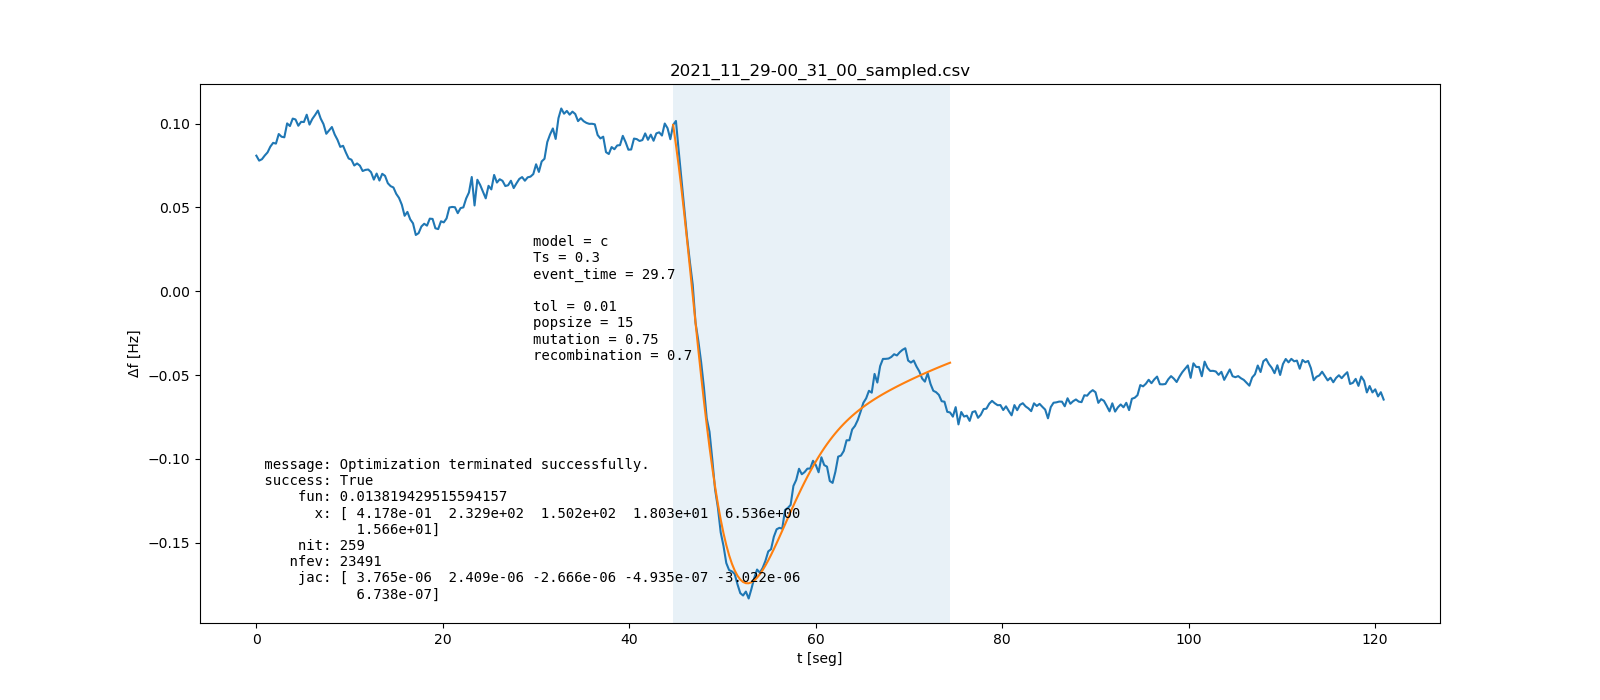 2021_11_29-00_31_00_sampled.csv
0.10
0.05
0.00
−0.05
−0.10
−0.15
Δf [Hz]
model = c
Ts = 0.3
event_time = 29.7
tol = 0.01
popsize = 15
mutation = 0.75
recombination = 0.7
message: Optimization terminated successfully.
success: True
fun: 0.013819429515594157
x: [ 4.178e-01 2.329e+02 1.502e+02 1.803e+01 6.536e+00
1.566e+01]
nit: 259
nfev: 23491
jac: [ 3.765e-06 2.409e-06 -2.666e-06 -4.935e-07 -3.022e-06
6.738e-07]
0 20 40 60 80 100 120
t [seg]